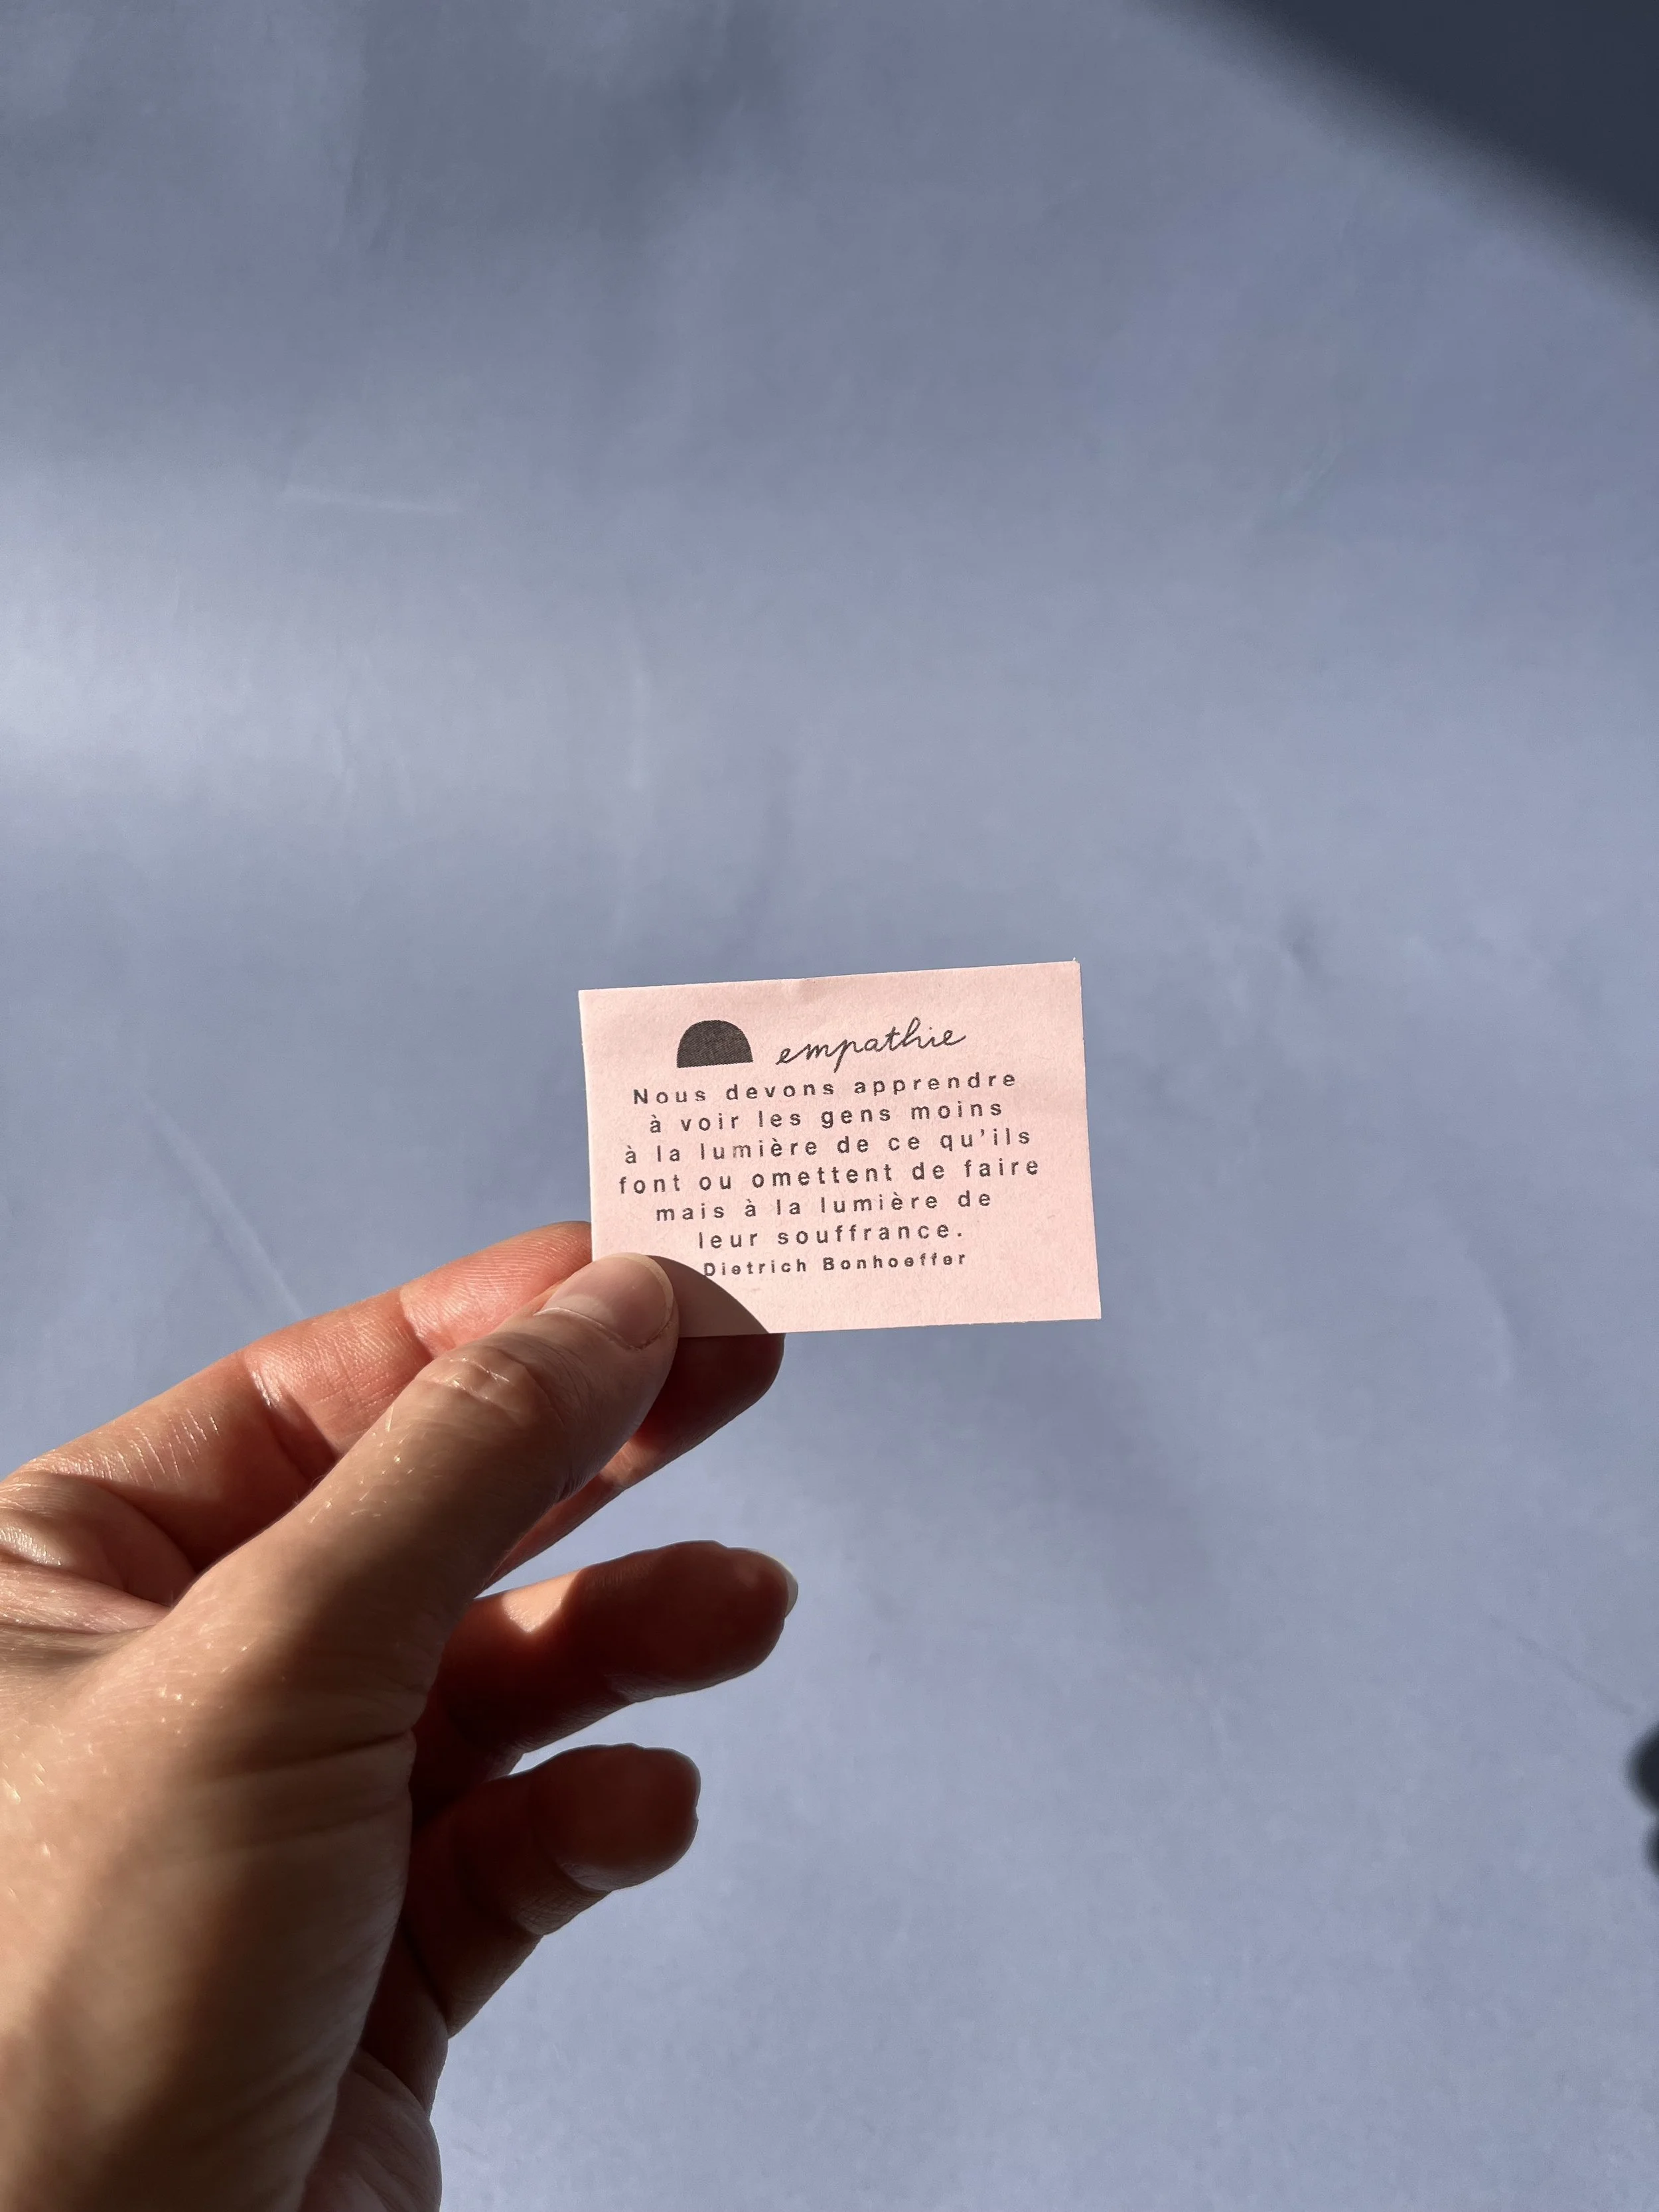 empathie
Nous devons apprendre
à voir les gens moins
à la lumière de ce qu'ils
font ou omettent de faire
mais à la lumière de
leur souffrance.
Dietrich Bonhoeffer